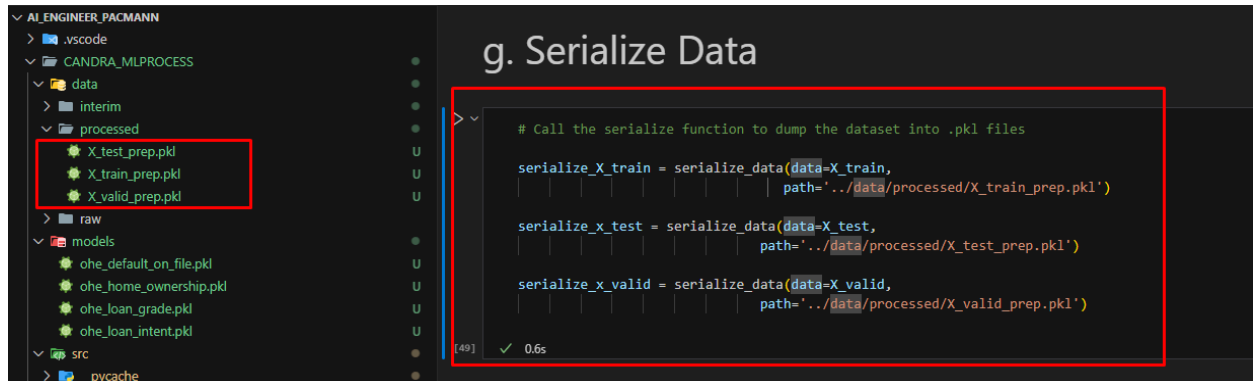 AI_ENGINEER_PACMANN
.vscode
CANDRA_MLPROCESS
data
interim
processed
X_test_prep.pkl U
X_train_prep.pkl U
X_valid_prep.pkl U
raw
models
ohe_default_on_file.pkl U
ohe_home_ownership.pkl U
ohe_loan_grade.pkl U
ohe_loan_intent.pkl U
src
__pycache__
g. Serialize Data
# Call the serialize function to dump the dataset into .pkl files
serialize_X_train = serialize_data(data=X_train,
path='../data/processed/X_train_prep.pkl')
serialize_x_test = serialize_data(data=X_test,
path='../data/processed/X_test_prep.pkl')
serialize_x_valid = serialize_data(data=X_valid,
path='../data/processed/X_valid_prep.pkl')
[49] 0.6s